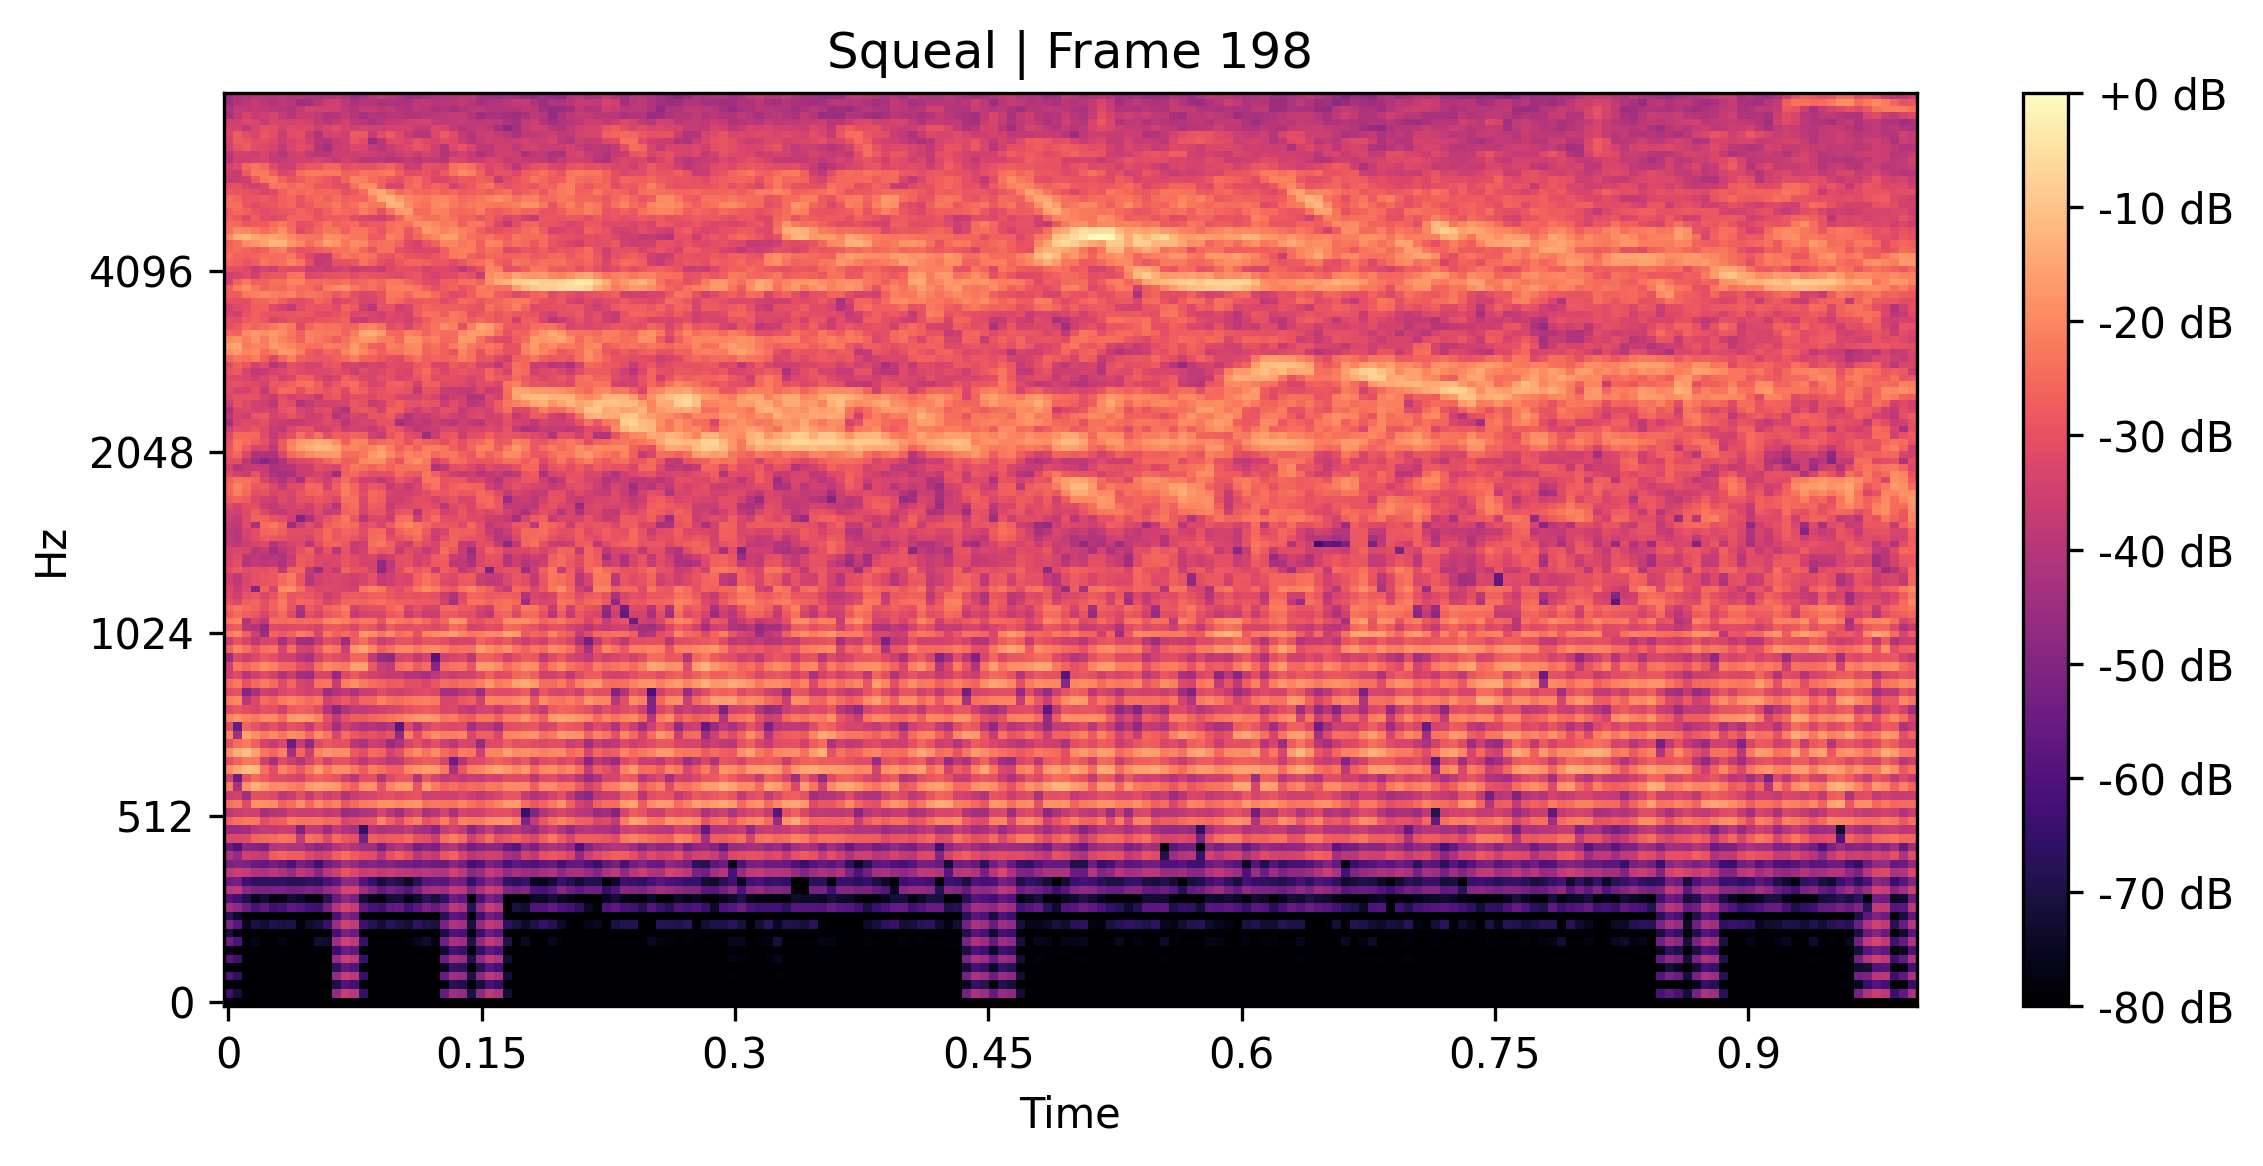 Squeal | Frame 198
+0 dB
-10 dB
-20 dB
-30 dB
-40 dB
-50 dB
-60 dB
-70 dB
-80 dB
Hz
4096
2048
1024
512
0
0 0.15 0.3 0.45 0.6 0.75 0.9
Time